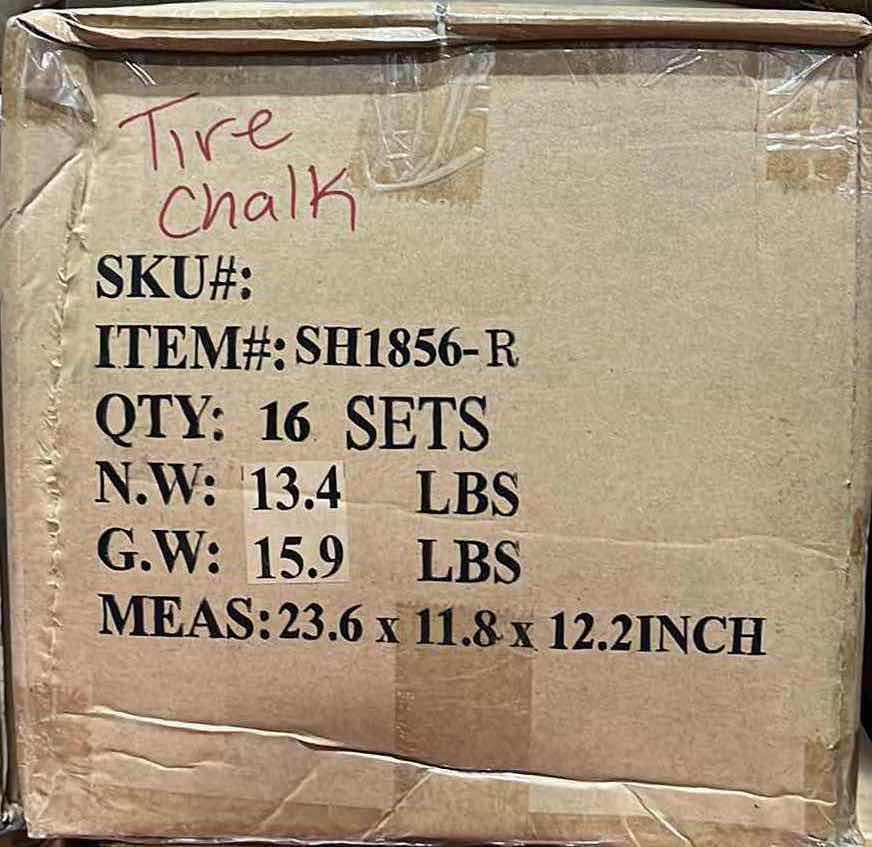 Tire
Chalk
SKU#:
ITEM#: SH1856-R
QTY: 16 SETS
N.W: 13.4 LBS
G.W: 15.9 LBS
MEAS: 23.6 x 11.8 x 12.2INCH